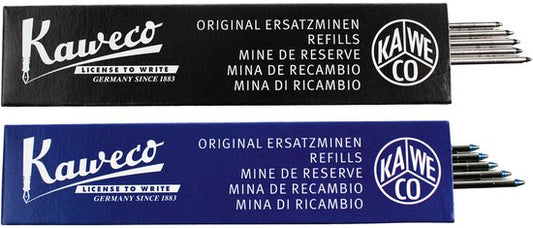 Kaweco
LICENSE TO WRITE
GERMANY SINCE 1883
ORIGINAL ERSATZMINEN
REFILLS
MINE DE RESERVE
MINA DE RECAMBIO
MINA DI RICAMBIO
KA WE
CO
Kaweco
LICENSE TO WRITE
GERMANY SINCE 1883
ORIGINAL ERSATZMINEN
REFILLS
MINE DE RESERVE
MINA DE RECAMBIO
MINA DI RICAMBIO
KA WE
CO